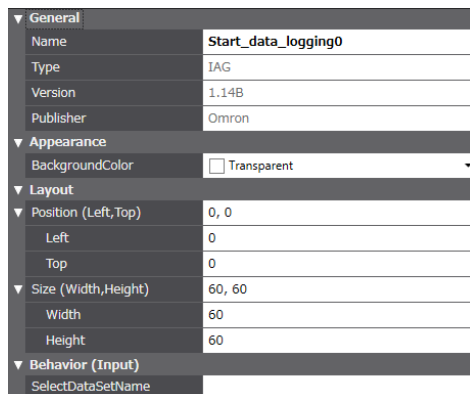 General
Name Start_data_logging0
Type IAG
Version 1.14B
Publisher Omron
Appearance
BackgroundColor Transparent
Layout
Position (Left,Top) 0, 0
Left 0
Top 0
Size (Width,Height) 60, 60
Width 60
Height 60
Behavior (Input)
SelectDataSetName